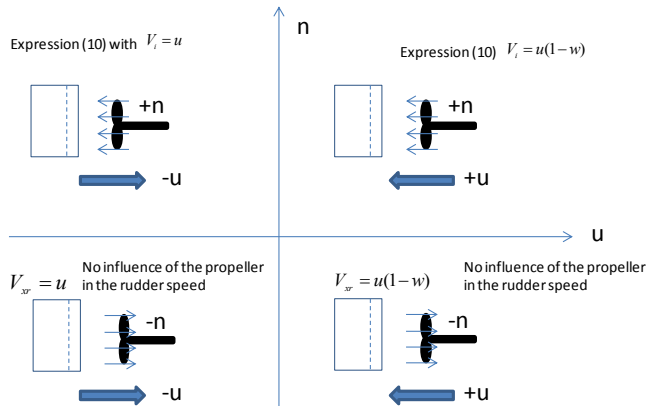 n
Expression (10) with V_i = u
Expression (10) V_i = u(1−w)
+n
+n
-u
+u
u
No influence of the propeller
in the rudder speed
V_xr = u
V_xr = u(1−w)
No influence of the propeller
in the rudder speed
-n
-n
-u
+u